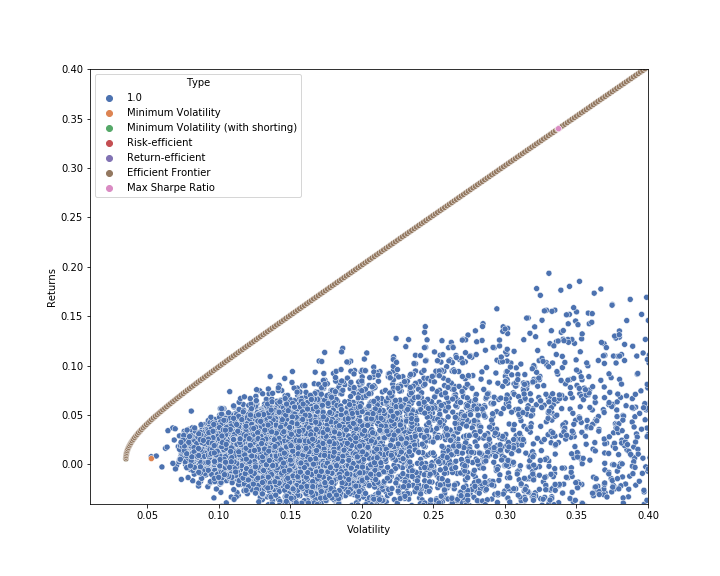 0.40
0.35
0.30
0.25
0.20
0.15
0.10
0.05
0.00
Returns
Type
1.0
Minimum Volatility
Minimum Volatility (with shorting)
Risk-efficient
Return-efficient
Efficient Frontier
Max Sharpe Ratio
0.05 0.10 0.15 0.20 0.25 0.30 0.35 0.40
Volatility